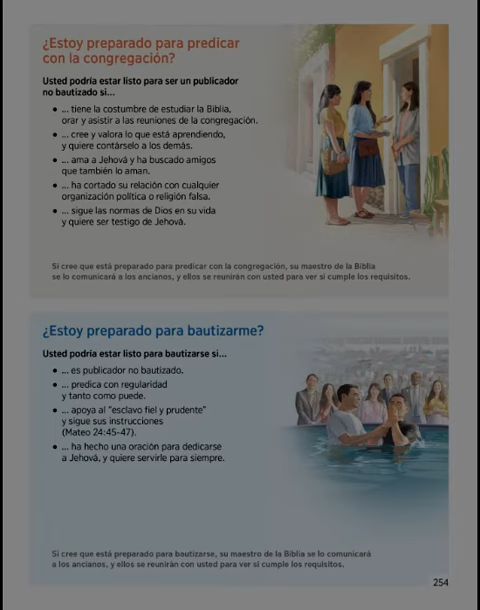 ¿Estoy preparado para predicar
con la congregación?
Usted podría estar listo para ser un publicador
no bautizado si...
• ... tiene la costumbre de estudiar la Biblia,
orar y asistir a las reuniones de la congregación.
• ... cree y valora lo que está aprendiendo,
y quiere contárselo a los demás.
• ... ama a Jehová y ha buscado amigos
que también lo aman.
• ... ha cortado su relación con cualquier
organización política o religión falsa.
• ... sigue las normas de Dios en su vida
y quiere ser testigo de Jehová.
Si cree que está preparado para predicar con la congregación, su maestro de la Biblia
se lo comunicará a los ancianos, y ellos se reunirán con usted para ver si cumple los requisitos.
¿Estoy preparado para bautizarme?
Usted podría estar listo para bautizarse si...
• ... es publicador no bautizado.
• ... predica con regularidad
y tanto como puede.
• ... apoya al "esclavo fiel y prudente"
y sigue sus instrucciones
(Mateo 24:45-47).
• ... ha hecho una oración para dedicarse
a Jehová, y quiere servirle para siempre.
Si cree que está preparado para bautizarse, su maestro de la Biblia se lo comunicará
a los ancianos, y ellos se reunirán con usted para ver si cumple los requisitos.
254